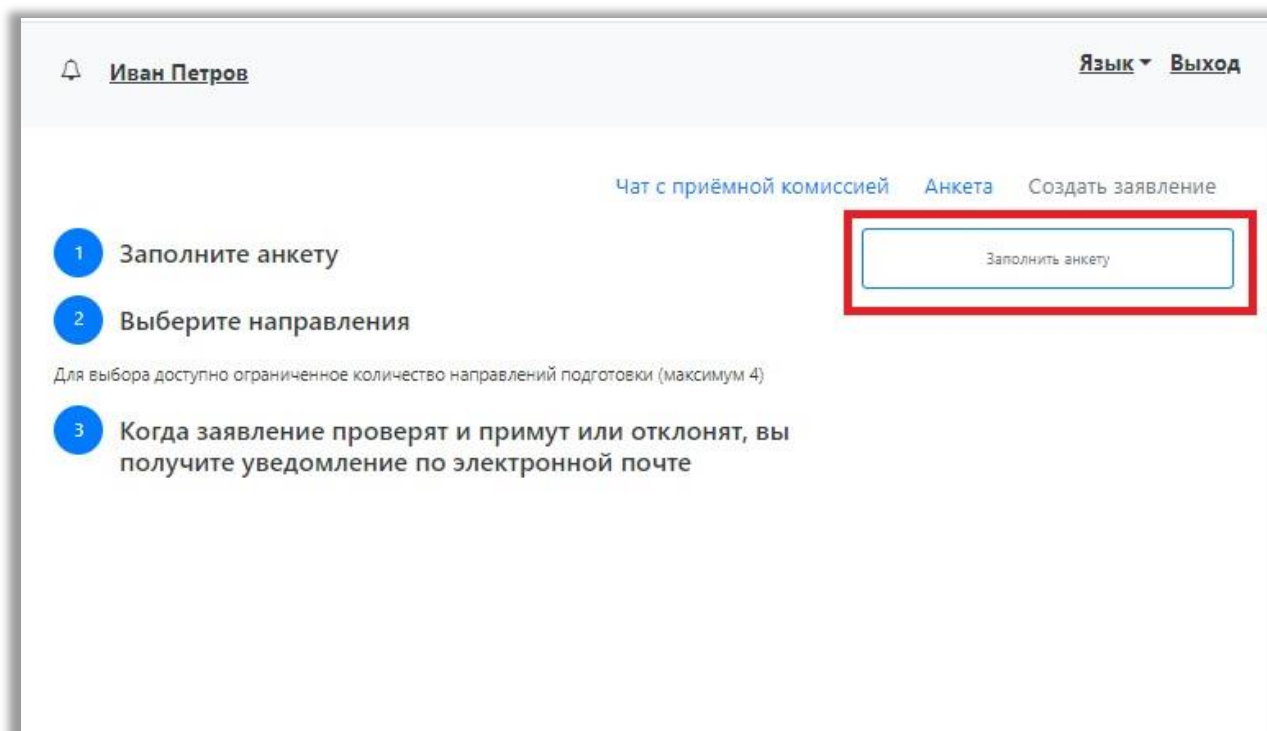 Иван Петров
Язык Выход
Чат с приёмной комиссией Анкета Создать заявление
1 Заполните анкету
Заполнить анкету
2 Выберите направления
Для выбора доступно ограниченное количество направлений подготовки (максимум 4)
3 Когда заявление проверят и примут или отклонят, вы
получите уведомление по электронной почте